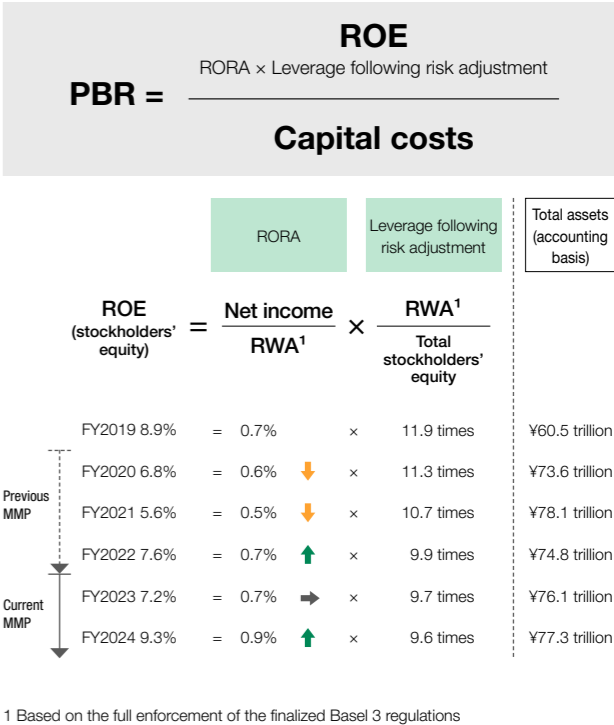 ROE
RORA × Leverage following risk adjustment
PBR =
Capital costs
RORA
Leverage following
risk adjustment
Total assets
(accounting
basis)
ROE
(stockholders'
equity)
=
Net income
RWA¹
×
RWA¹
Total
stockholders'
equity
FY2019 8.9% = 0.7% × 11.9 times ¥60.5 trillion
FY2020 6.8% = 0.6% × 11.3 times ¥73.6 trillion
Previous
MMP
FY2021 5.6% = 0.5% × 10.7 times ¥78.1 trillion
FY2022 7.6% = 0.7% × 9.9 times ¥74.8 trillion
Current
MMP
FY2023 7.2% = 0.7% × 9.7 times ¥76.1 trillion
FY2024 9.3% = 0.9% × 9.6 times ¥77.3 trillion
1 Based on the full enforcement of the finalized Basel 3 regulations